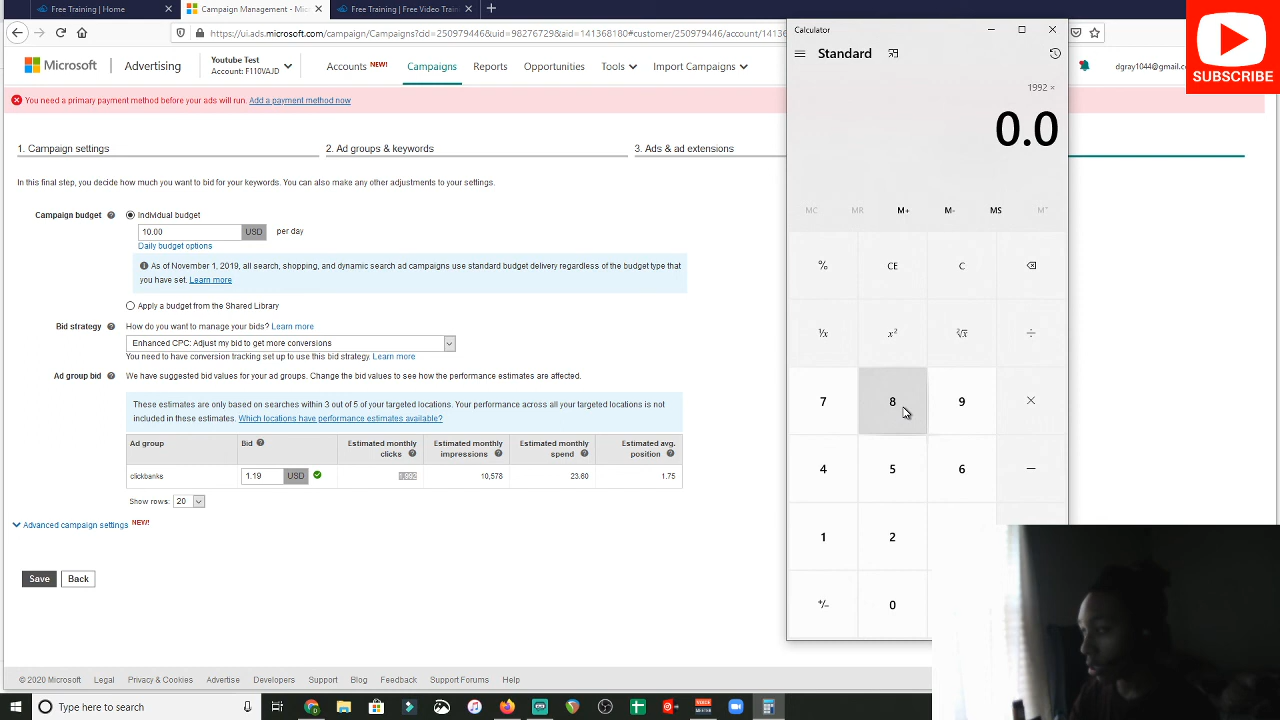 Free Training | Home
Campaign Management - Mic
Free Training | Free Video Train
https://ui.ads.microsoft.com/campaign/Campaigns?cid=250979446&uid=98276729&aid=141368180#customer/250979446/account/1413
Microsoft
Advertising
Youtube Test
Account: F110VAJD
Accounts NEW!
Campaigns
Reports
Opportunities
Tools
Import Campaigns
dgray1044@gmail.c
You need a primary payment method before your ads will run. Add a payment method now
1. Campaign settings
2. Ad groups & keywords
3. Ads & ad extensions
In this final step, you decide how much you want to bid for your keywords. You can also make any other adjustments to your settings.
Campaign budget
Individual budget
10.00 USD per day
Daily budget options
As of November 1, 2019, all search, shopping, and dynamic search ad campaigns use standard budget delivery regardless of the budget type that
you have set. Learn more
Apply a budget from the Shared Library
Bid strategy
How do you want to manage your bids? Learn more
Enhanced CPC: Adjust my bid to get more conversions
You need to have conversion tracking set up to use this bid strategy. Learn more
Ad group bid
We have suggested bid values for your ad groups. Change the bid values to see how the performance estimates are affected.
These estimates are only based on searches within 3 out of 5 of your targeted locations. Your performance across all your targeted locations is not
included in these estimates. Which locations have performance estimates available?
Ad group
Bid
Estimated monthly
clicks
Estimated monthly
impressions
Estimated monthly
spend
Estimated avg.
position
clickbanks
1.19 USD
1,992
10,578
23.60
1.75
Show rows: 20
Advanced campaign settings NEW!
Save
Back
© 2020 Microsoft
Legal
Privacy & Cookies
Advertise
Developers
Support
Blog
Feedback
Support Forums
Help
Calculator
Standard
1992 ×
0.0
MC
MR
M+
M-
MS
M˅
%
CE
C
⌫
¹/x
x²
²√x
÷
7
8
9
×
4
5
6
−
1
2
+/−
0
SUBSCRIBE
Type here to search
VOICE
MEETER